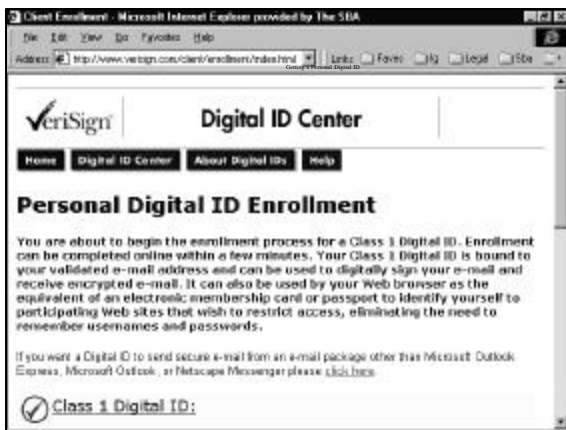 Client Enrollment - Microsoft Internet Explorer provided by The SBA
File Edit View Go Favorites Help
Address http://www.verisign.com/client/enrollment/index.html Links Faves Ilg Legal Sba
Getting a Personal Digital ID
VeriSign Digital ID Center
Home Digital ID Center About Digital IDs Help
Personal Digital ID Enrollment
You are about to begin the enrollment process for a Class 1 Digital ID. Enrollment
can be completed online within a few minutes. Your Class 1 Digital ID is bound to
your validated e-mail address and can be used to digitally sign your e-mail and
receive encrypted e-mail. It can also be used by your Web browser as the
equivalent of an electronic membership card or passport to identify yourself to
participating Web sites that wish to restrict access, eliminating the need to
remember usernames and passwords.
If you want a Digital ID to send secure e-mail from an e-mail package other than Microsoft Outlook
Express, Microsoft Outlook, or Netscape Messenger please click here.
Class 1 Digital ID: